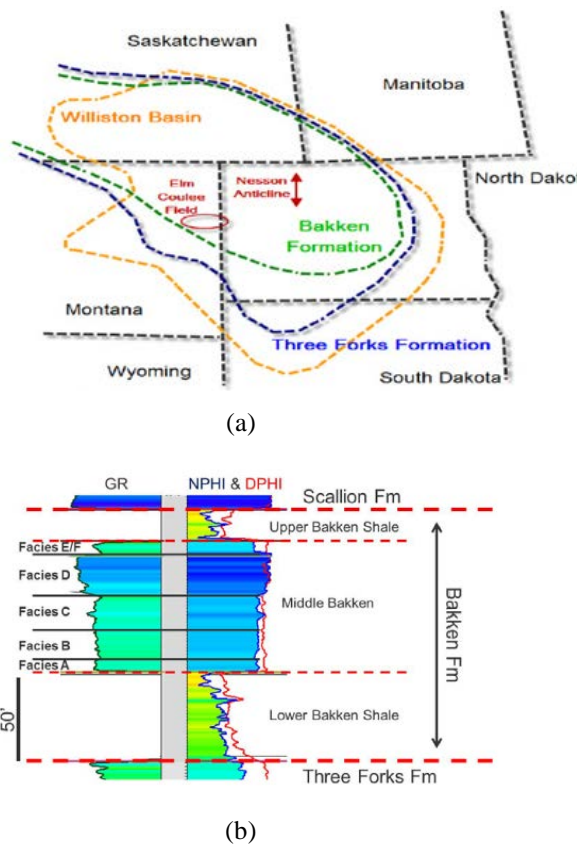 Saskatchewan
Manitoba
Williston Basin
North Dakot
Elm
Coulee
Field
Nesson
Anticline
Bakken
Formation
Montana
Three Forks Formation
Wyoming
South Dakota
(a)
GR
NPHI & DPHI
Scallion Fm
Upper Bakken Shale
Facies E/F
Facies D
Facies C
Middle Bakken
Facies B
Facies A
Bakken Fm
50'
Lower Bakken Shale
Three Forks Fm
(b)